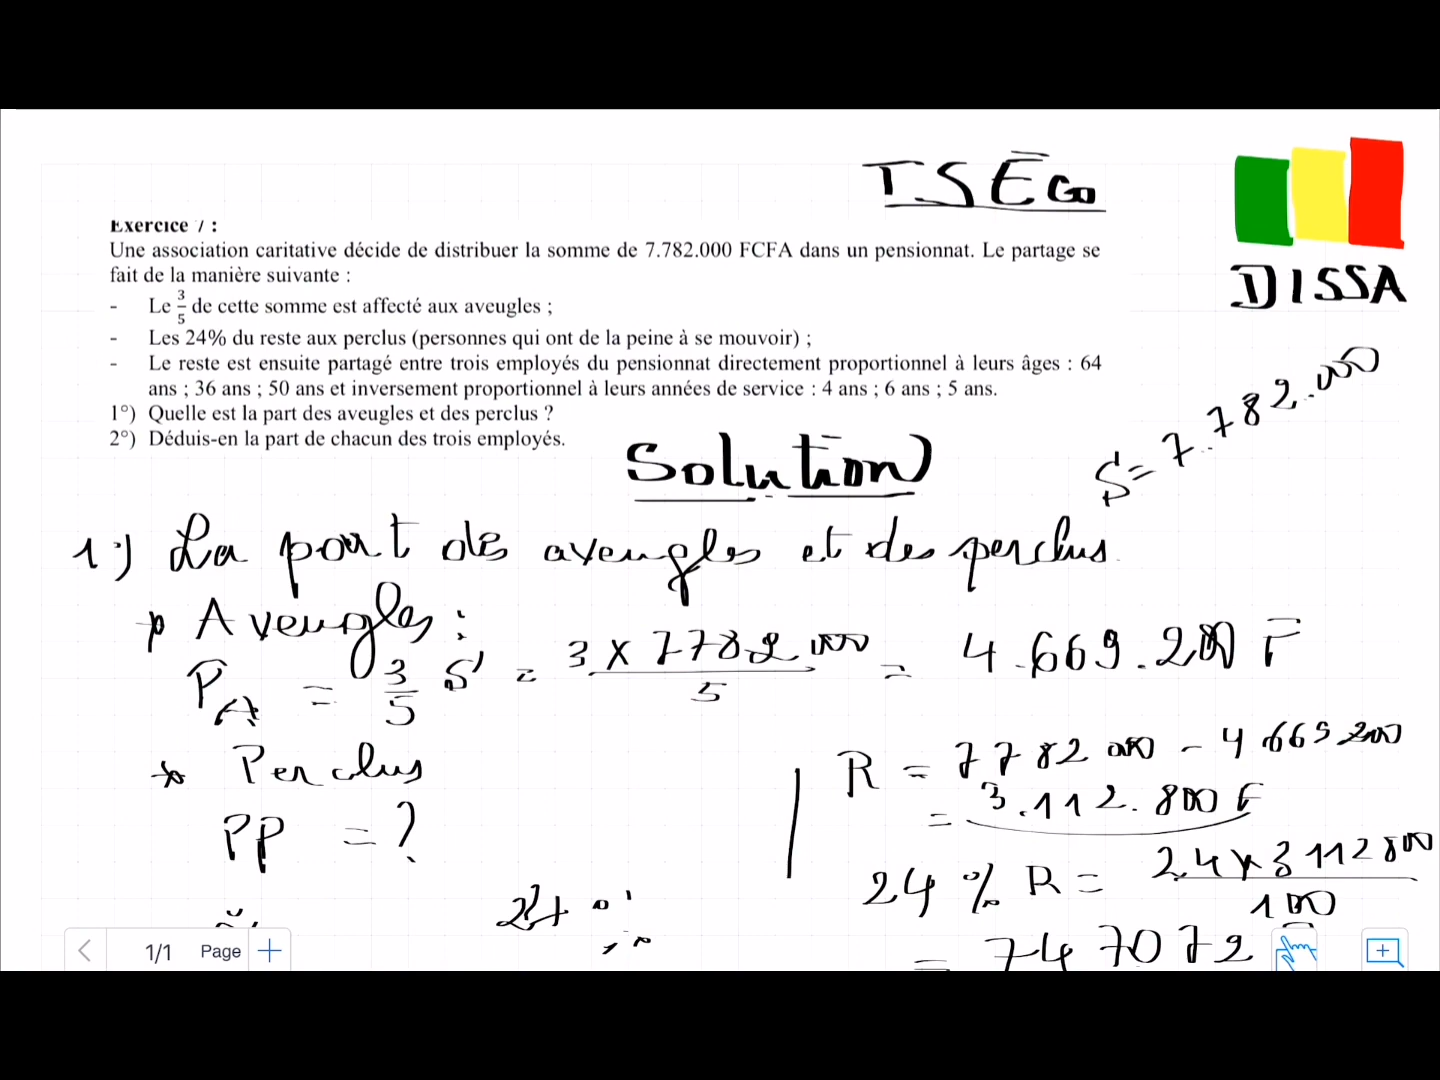 TSÉCO
DISSA
Exercice 7 :
Une association caritative décide de distribuer la somme de 7.782.000 FCFA dans un pensionnat. Le partage se
fait de la manière suivante :
- Le 3/5 de cette somme est affecté aux aveugles ;
- Les 24% du reste aux perclus (personnes qui ont de la peine à se mouvoir) ;
- Le reste est ensuite partagé entre trois employés du pensionnat directement proportionnel à leurs âges : 64
ans ; 36 ans ; 50 ans et inversement proportionnel à leurs années de service : 4 ans ; 6 ans ; 5 ans.
1°) Quelle est la part des aveugles et des perclus ?
2°) Déduis-en la part de chacun des trois employés.
S = 7.782.000
Solution
1°) La part des aveugles et des perclus
* Aveugles :
PA = 3/5 S = 3 x 7782000/5 = 4.669.200 F
* Perclus
PP = ?
R = 7782000 - 4669200
= 3.112.800 F
24 % R = 24 x 3112800/100
= 747072
24
1/1 Page